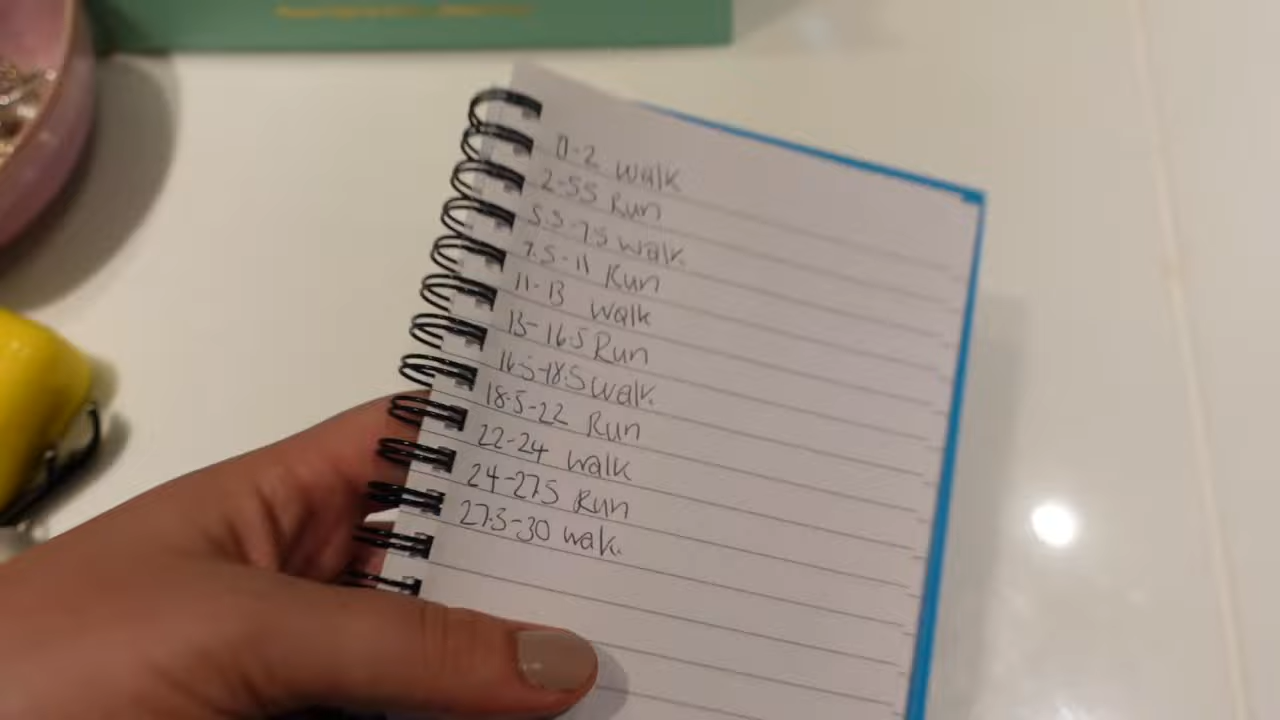 0-2 walk
2-5.5 Run
5.5-7.5 walk
7.5-11 Run
11-13 walk
13-16.5 Run
16.5-18.5 walk
18.5-22 Run
22-24 walk
24-27.5 Run
27.5-30 walk